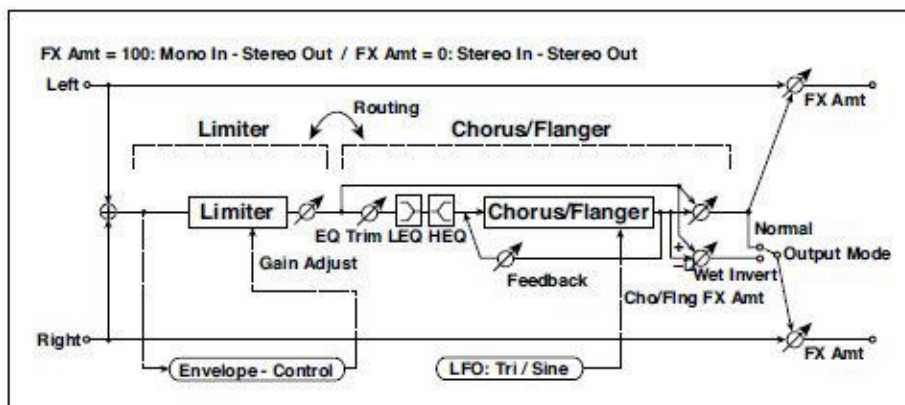 FX Amt = 100: Mono In - Stereo Out / FX Amt = 0: Stereo In - Stereo Out
Left
FX Amt
Routing
Limiter
Chorus/Flanger
Limiter
Chorus/Flanger
EQ Trim LEQ HEQ
Normal
Output Mode
+
−
Wet Invert
Gain Adjust
Feedback
Cho/Flng FX Amt
Right
FX Amt
Envelope - Control
LFO: Tri / Sine